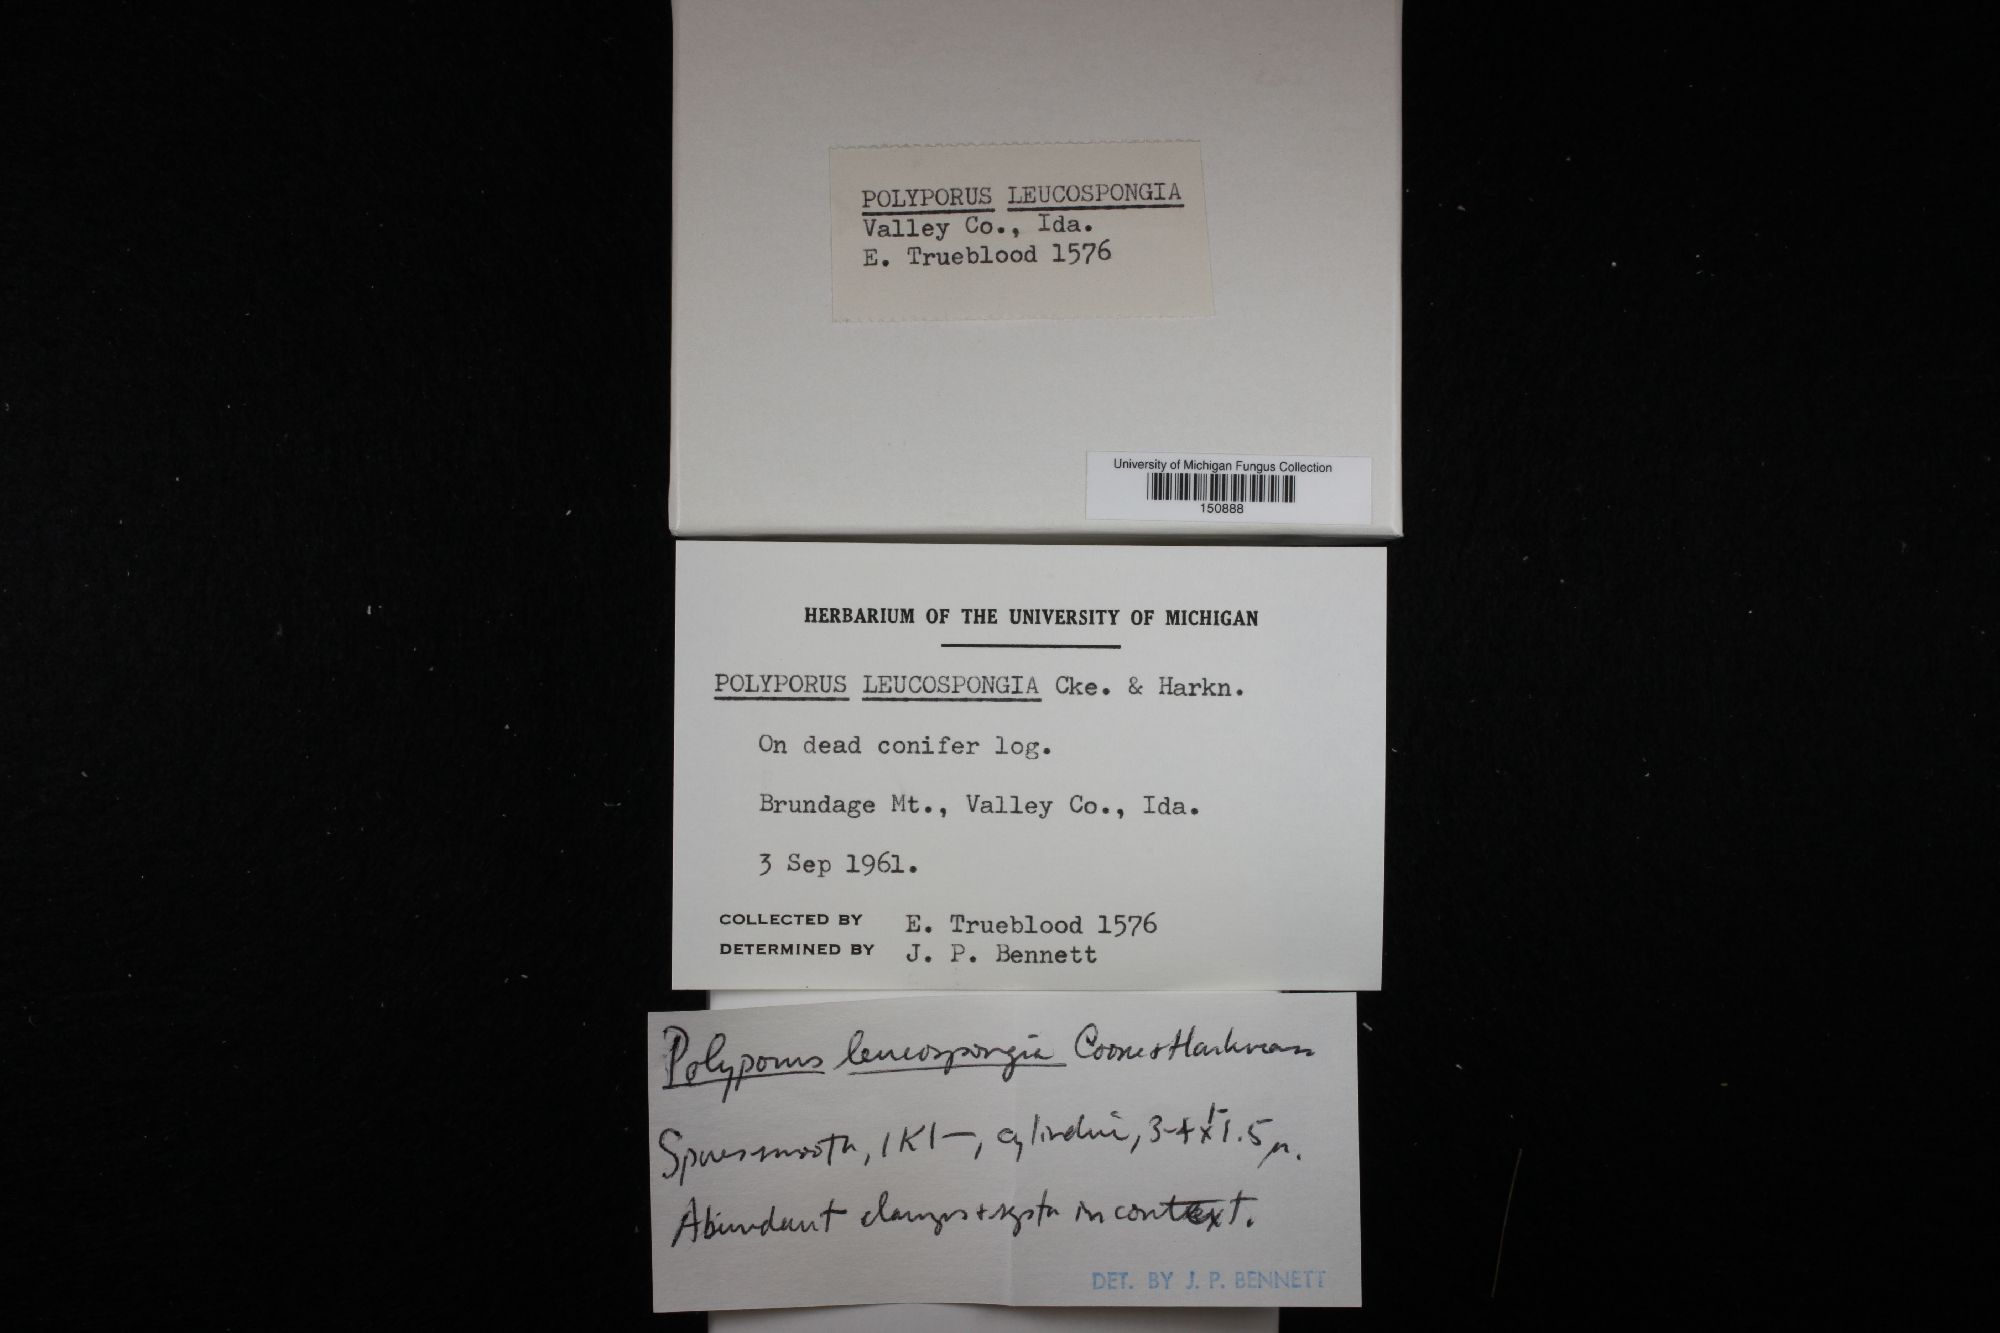 POLYPORUS LEUCOSPONGIA
Valley Co., Ida.
E. Trueblood 1576
University of Michigan Fungus Collection
150888
HERBARIUM OF THE UNIVERSITY OF MICHIGAN
POLYPORUS LEUCOSPONGIA Cke. & Harkn.
On dead conifer log.
Brundage Mt., Valley Co., Ida.
3 Sep 1961.
COLLECTED BY E. Trueblood 1576
DETERMINED BY J. P. Bennett
Polyporus leucospongia Cooke & Harkness
Spores smooth, IKI-, cylindric, 3-4 x 1-1.5 μ.
Abundant clamps & septa in context.
DET. BY J. P. BENNETT